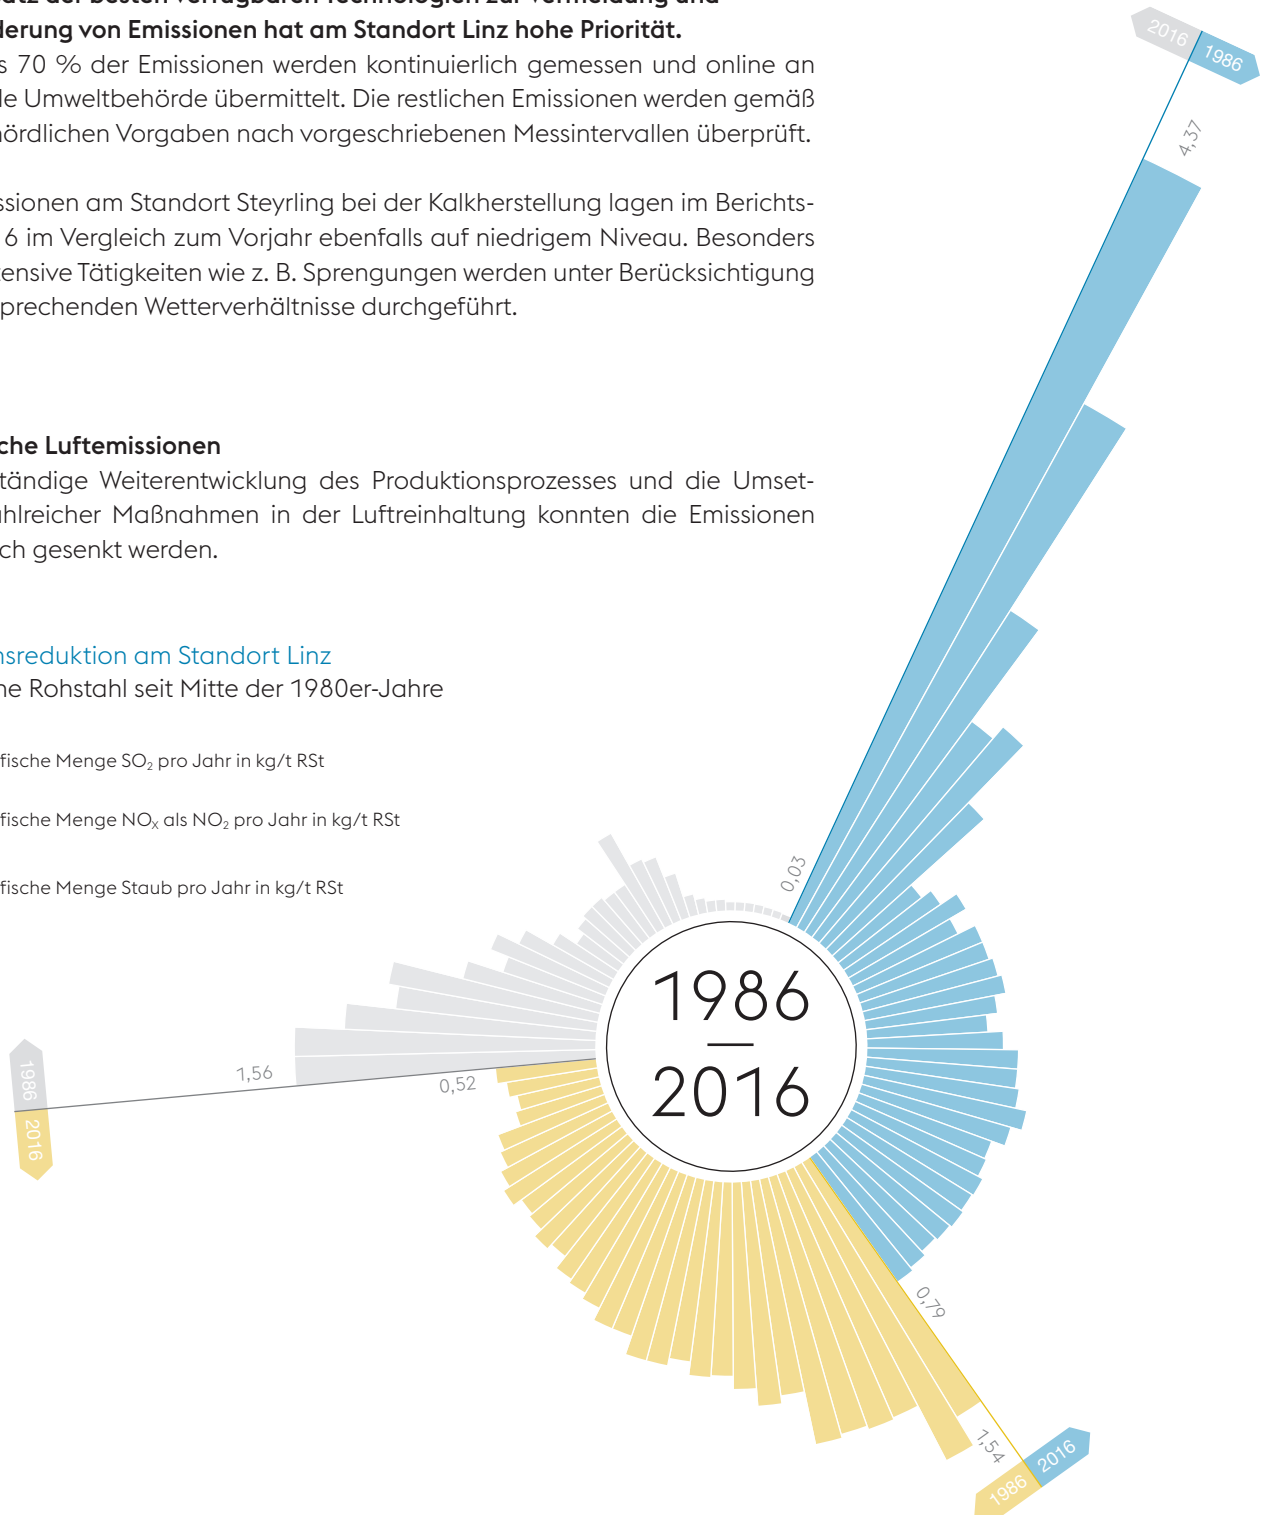 derung von Emissionen hat am Standort Linz hohe Priorität.
s 70 % der Emissionen werden kontinuierlich gemessen und online an
le Umweltbehörde übermittelt. Die restlichen Emissionen werden gemäß
hördlichen Vorgaben nach vorgeschriebenen Messintervallen überprüft.
ssionen am Standort Steyrling bei der Kalkherstellung lagen im Berichts-
6 im Vergleich zum Vorjahr ebenfalls auf niedrigem Niveau. Besonders
tensive Tätigkeiten wie z. B. Sprengungen werden unter Berücksichtigung
sprechenden Wetterverhältnisse durchgeführt.
che Luftemissionen
tändige Weiterentwicklung des Produktionsprozesses und die Umset-
ahlreicher Maßnahmen in der Luftreinhaltung konnten die Emissionen
ch gesenkt werden.
nsreduktion am Standort Linz
ne Rohstahl seit Mitte der 1980er-Jahre
fische Menge SO₂ pro Jahr in kg/t RSt
fische Menge NOₓ als NO₂ pro Jahr in kg/t RSt
fische Menge Staub pro Jahr in kg/t RSt
2016
1986
4,37
0,03
1986
2016
1986
2016
1,56
0,52
0,79
1,54
2016
1986